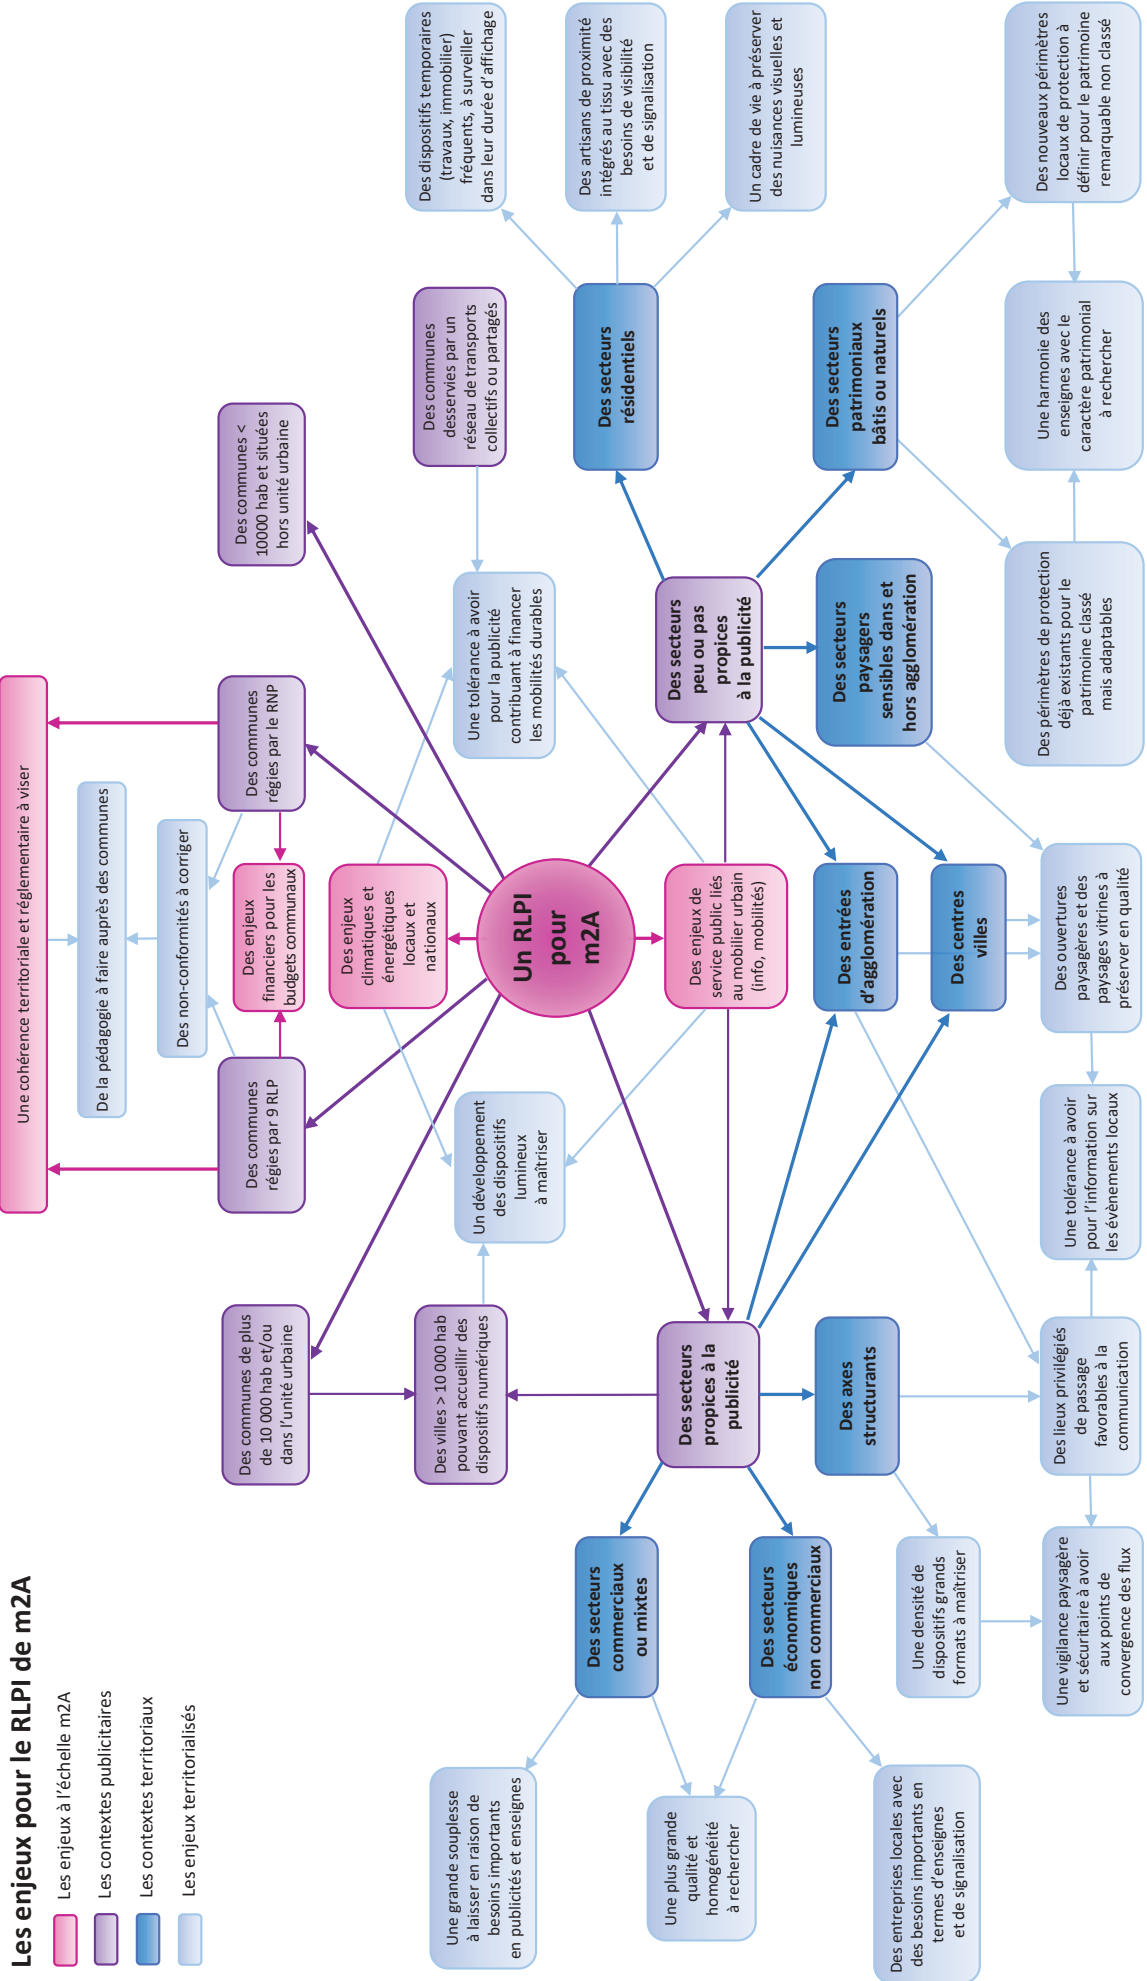 Les enjeux pour le RLPI de m2A
Les enjeux à l'échelle m2A
Les contextes publicitaires
Les contextes territoriaux
Les enjeux territorialisés
Une cohérence territoriale et réglementaire à viser
De la pédagogie à faire auprès des communes
Des non-conformités à corriger
Des communes de plus
de 10 000 hab et/ou
dans l'unité urbaine
Des communes
régies par 9 RLP
Des enjeux
financiers pour les
budgets communaux
Des communes
régies par le RNP
Des communes <
10000 hab et situées
hors unité urbaine
Des villes > 10 000 hab
pouvant accueillir des
dispositifs numériques
Un développement
des dispositifs
lumineux
à maîtriser
Des enjeux
climatiques et
énergétiques
locaux et
nationaux
Une tolérance à avoir
pour la publicité
contribuant à financer
les mobilités durables
Des communes
desservies par un
réseau de transports
collectifs ou partagés
Des dispositifs temporaires
(travaux, immobilier)
fréquents, à surveiller
dans leur durée d'affichage
Un RLPI
pour
m2A
Une grande souplesse
à laisser en raison de
besoins importants
en publicités et enseignes
Des secteurs
commerciaux
ou mixtes
Des secteurs
propices à la
publicité
Des enjeux de
service public liés
au mobilier urbain
(info, mobilités)
Des secteurs
peu ou pas
propices
à la publicité
Des secteurs
résidentiels
Des artisans de proximité
intégrés au tissu avec des
besoins de visibilité
et de signalisation
Une plus grande
qualité et
homogénéité
à rechercher
Des secteurs
économiques
non commerciaux
Des axes
structurants
Des entrées
d'agglomération
Des secteurs
paysagers
sensibles dans et
hors agglomération
Des secteurs
patrimoniaux
bâtis ou naturels
Un cadre de vie à préserver
des nuisances visuelles et
lumineuses
Des entreprises locales avec
des besoins importants en
termes d'enseignes
et de signalisation
Une densité de
dispositifs grands
formats à maîtriser
Des centres
villes
Une vigilance paysagère
et sécuritaire à avoir
aux points de
convergence des flux
Des lieux privilégiés
de passage
favorables à la
communication
Une tolérance à avoir
pour l'information sur
les évènements locaux
Des ouvertures
paysagères et des
paysages vitrines à
préserver en qualité
Des périmètres de protection
déjà existants pour le
patrimoine classé
mais adaptables
Une harmonie des
enseignes avec le
caractère patrimonial
à rechercher
Des nouveaux périmètres
locaux de protection à
définir pour le patrimoine
remarquable non classé